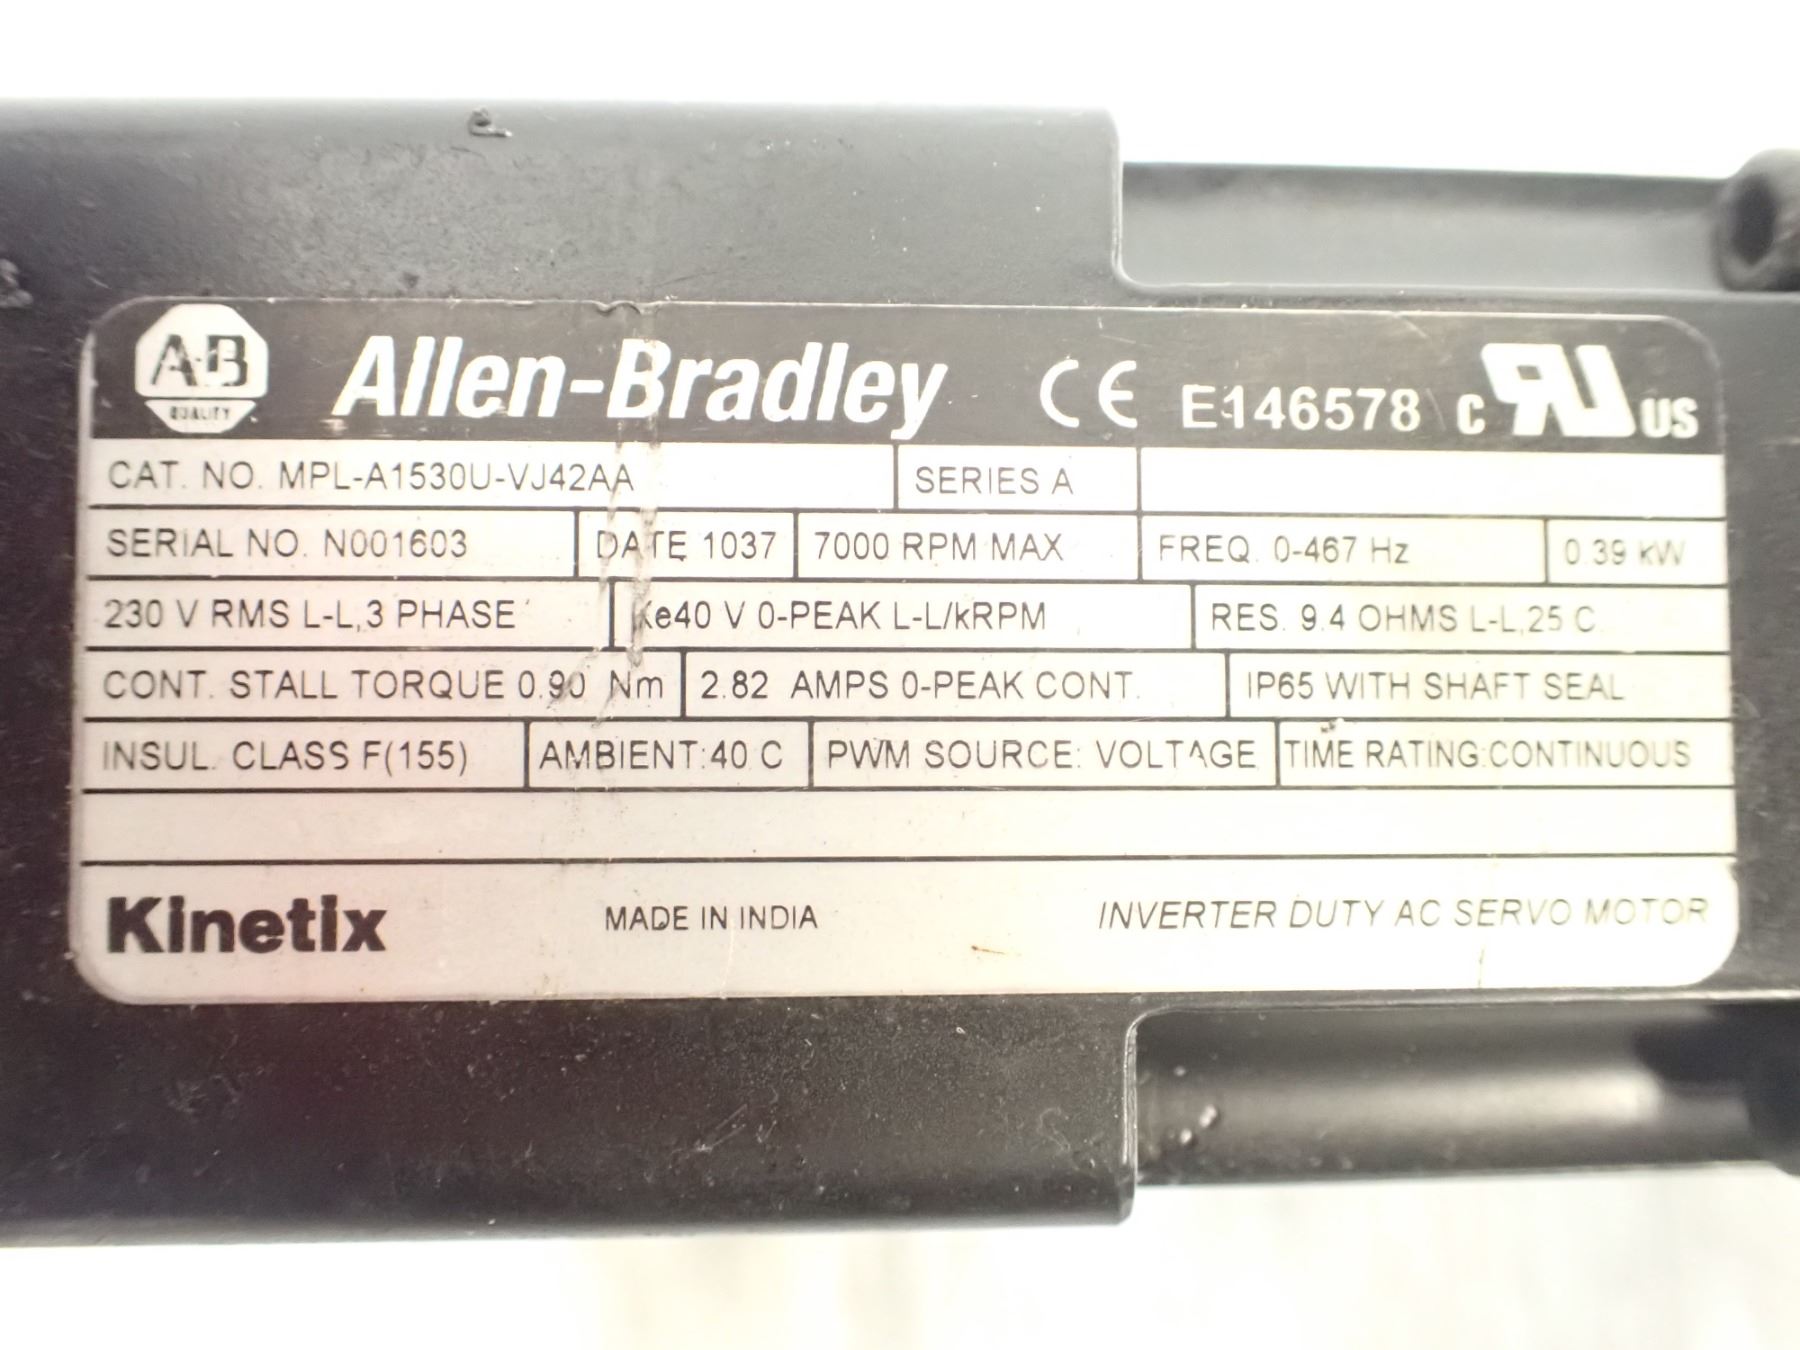 A-B QUALITY Allen-Bradley CE E146578 C RU US
CAT. NO. MPL-A1530U-VJ42AA SERIES A
SERIAL NO. N001603 DATE 1037 7000 RPM MAX FREQ. 0-467 Hz 0.39 kW
230 V RMS L-L,3 PHASE Ke40 V 0-PEAK L-L/kRPM RES. 9.4 OHMS L-L,25 C
CONT. STALL TORQUE 0.90 Nm 2.82 AMPS 0-PEAK CONT. IP65 WITH SHAFT SEAL
INSUL. CLASS F(155) AMBIENT:40 C PWM SOURCE: VOLTAGE TIME RATING:CONTINUOUS
Kinetix MADE IN INDIA INVERTER DUTY AC SERVO MOTOR